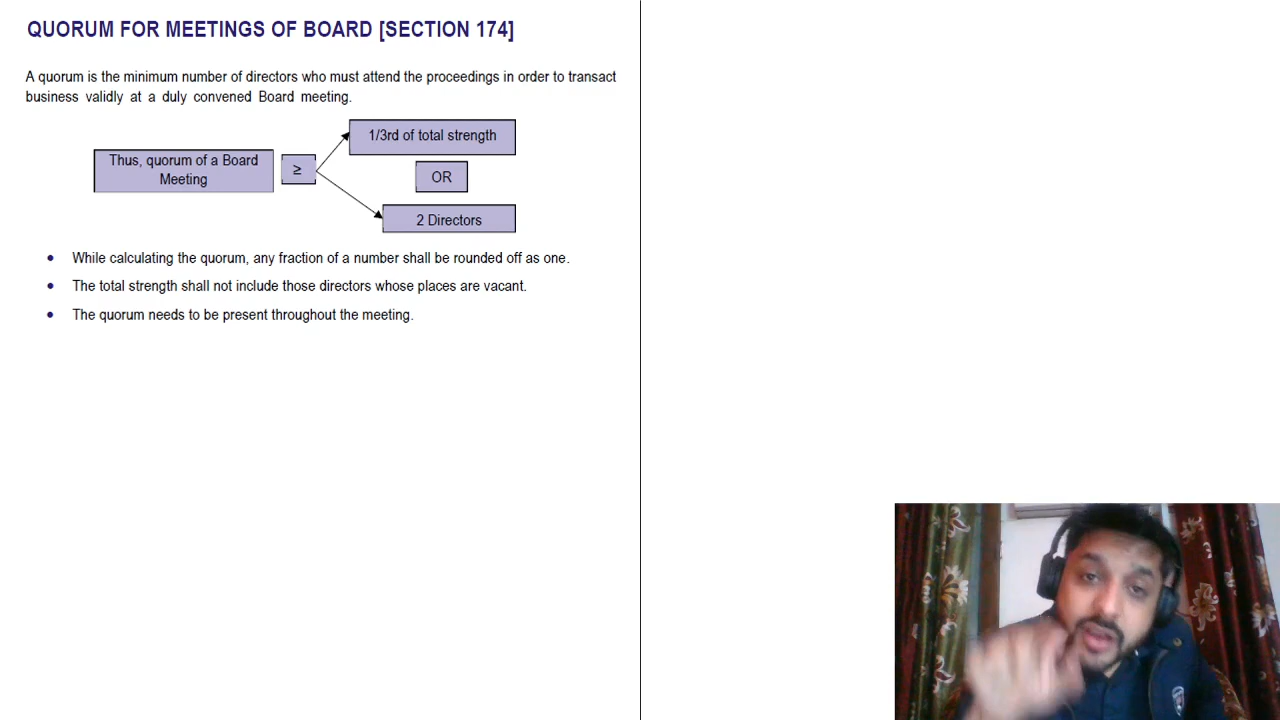 QUORUM FOR MEETINGS OF BOARD [SECTION 174]
A quorum is the minimum number of directors who must attend the proceedings in order to transact
business validly at a duly convened Board meeting.
1/3rd of total strength
Thus, quorum of a Board
Meeting
≥
OR
2 Directors
• While calculating the quorum, any fraction of a number shall be rounded off as one.
• The total strength shall not include those directors whose places are vacant.
• The quorum needs to be present throughout the meeting.